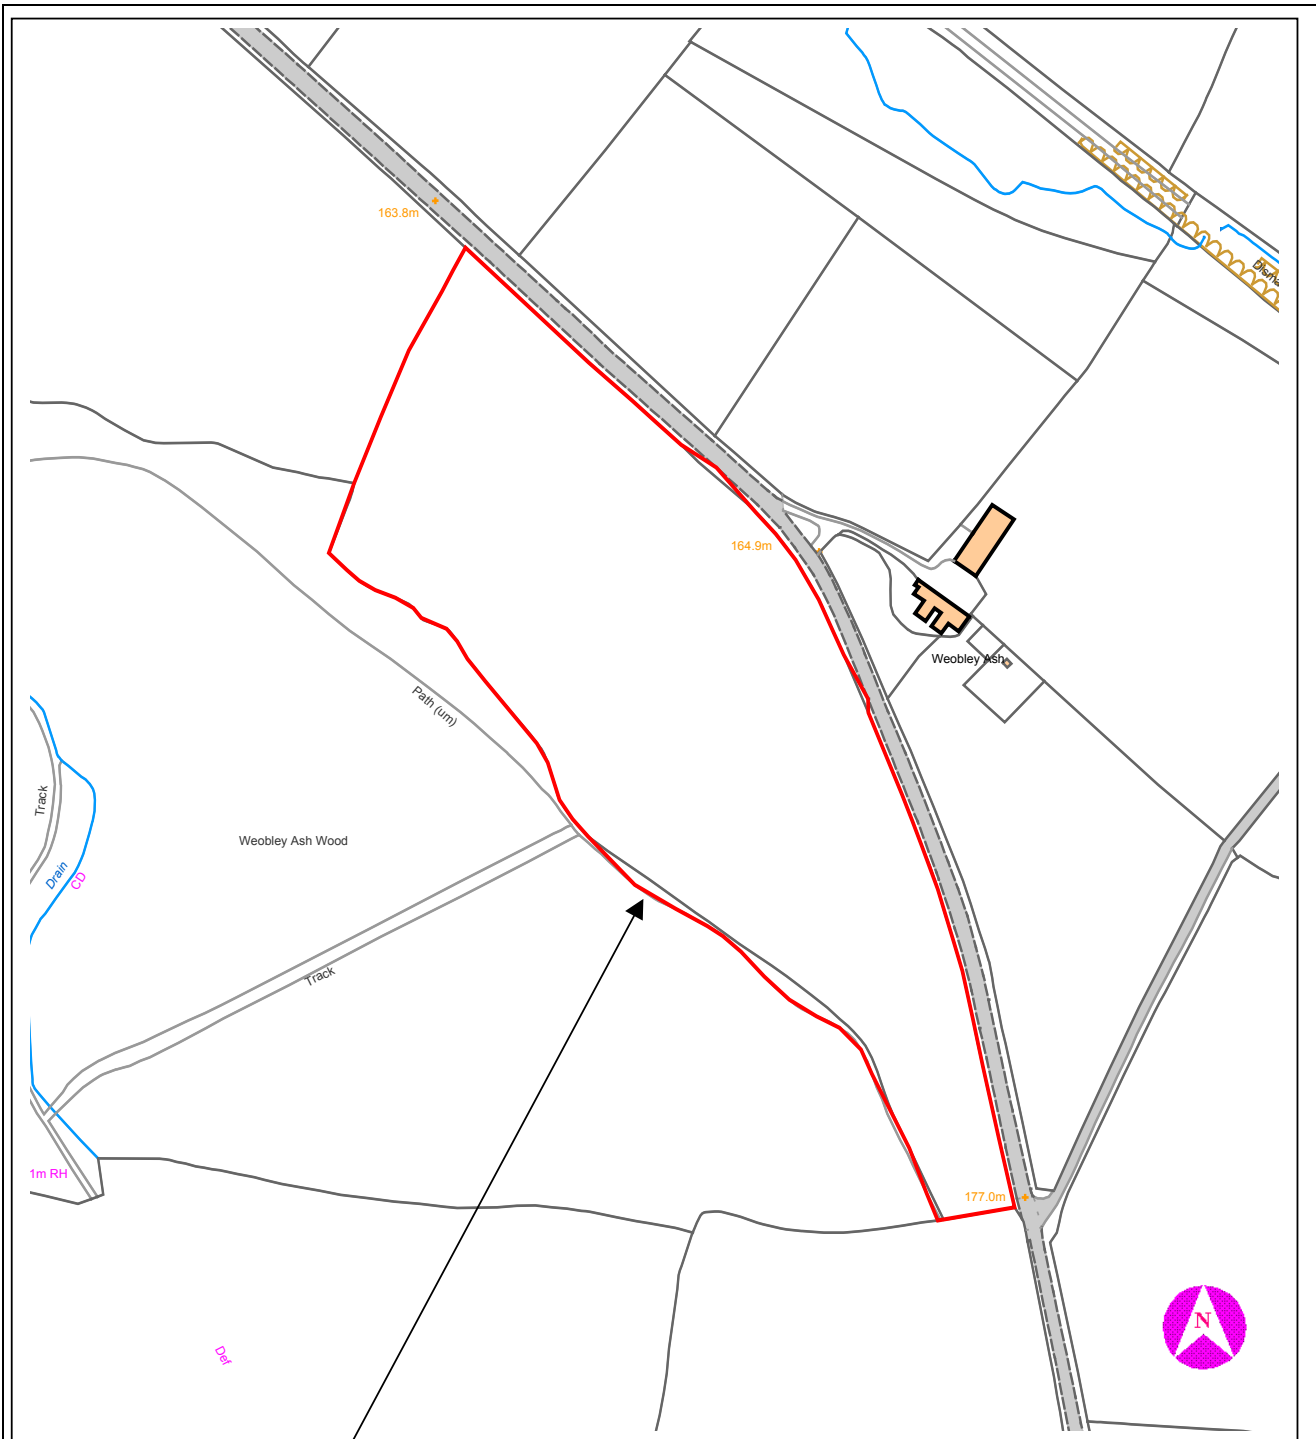 163.8m
Disma
164.9m
Weobley Ash
Path (um)
Track
Weobley Ash Wood
Drain
CD
Track
1m RH
177.0m
N
Def